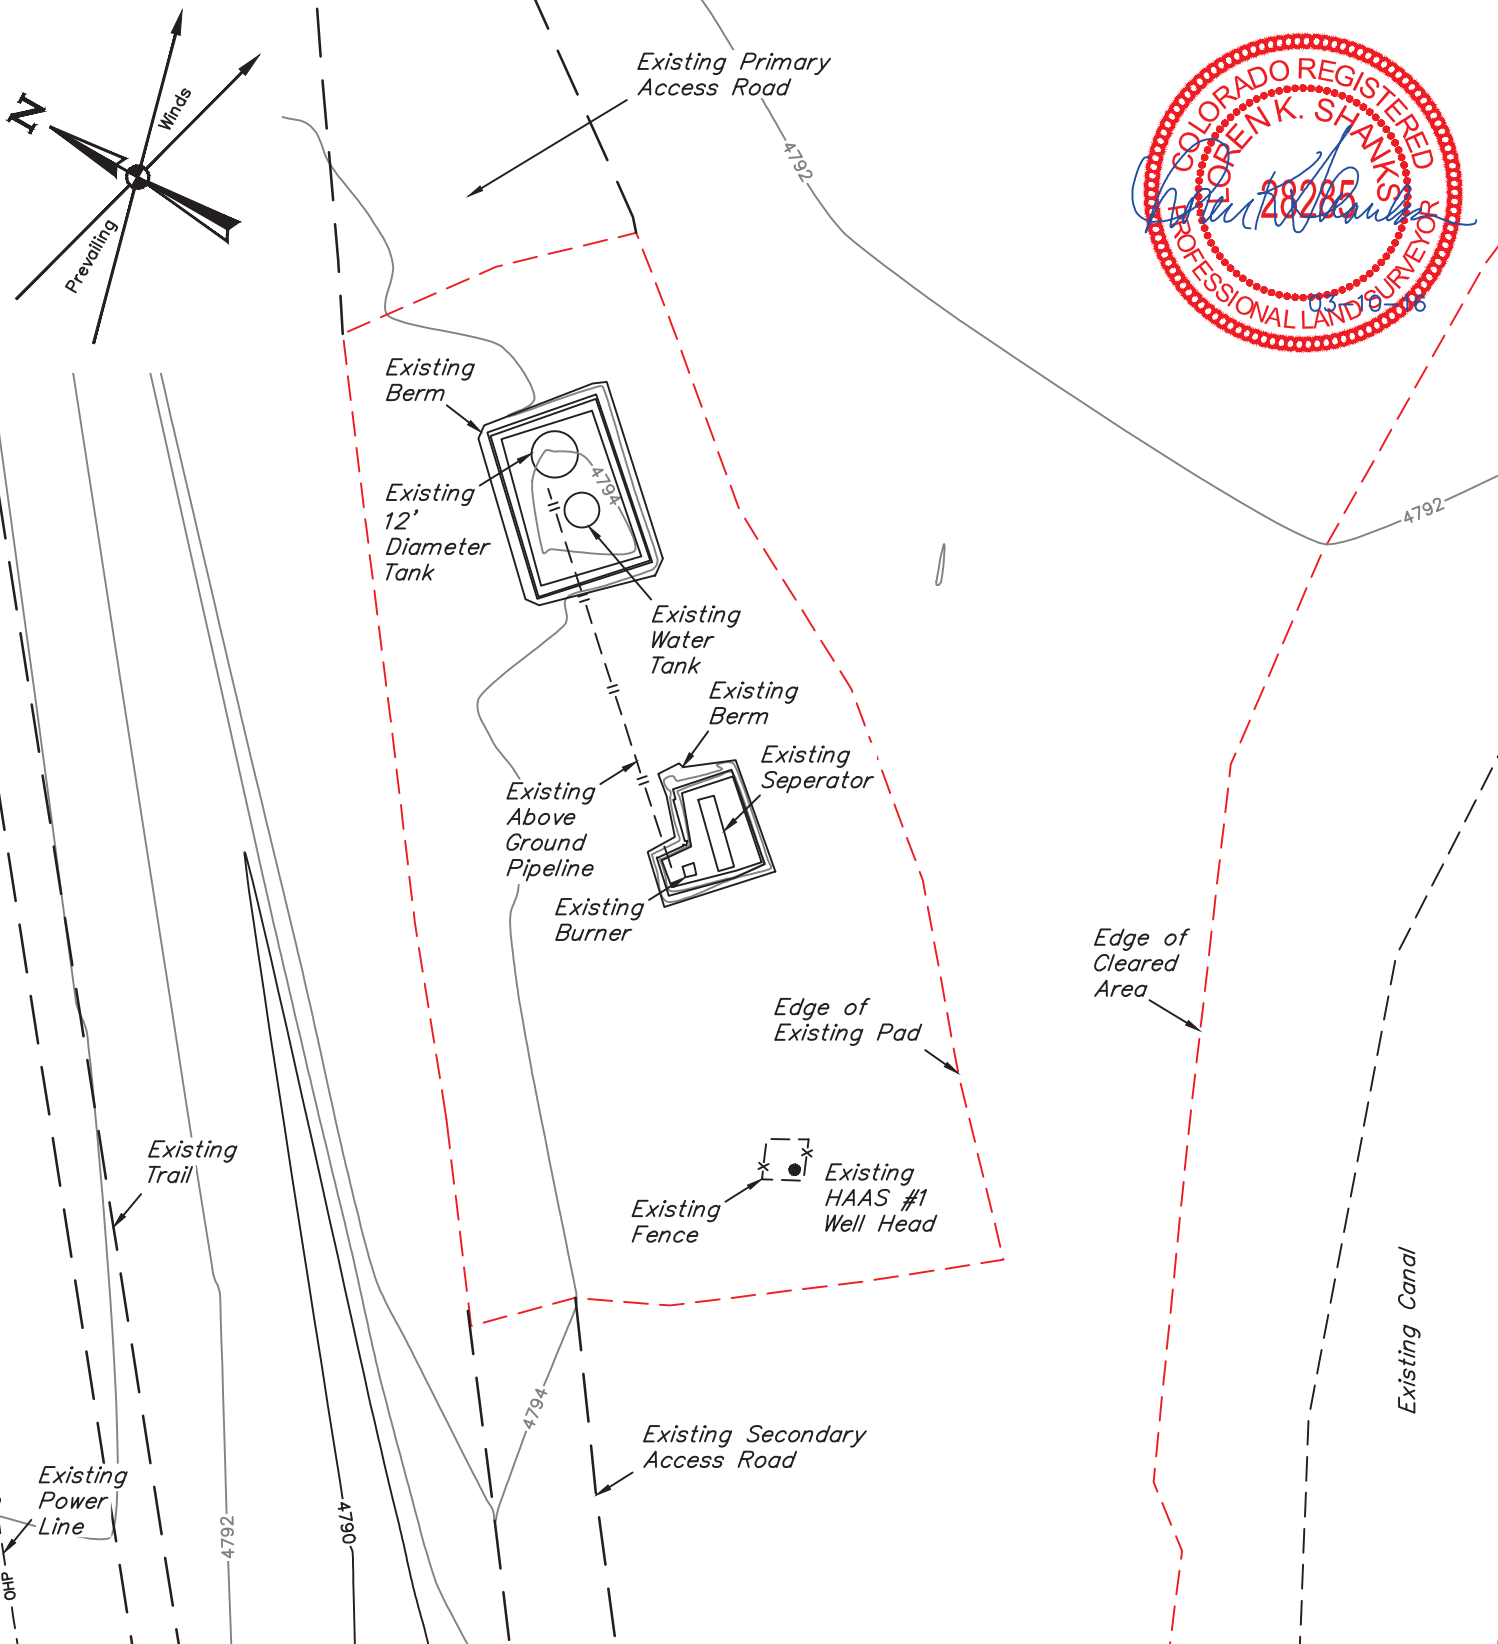 Existing Primary
Access Road
N
Winds
Prevailing
COLORADO REGISTERED
LOREN K. SHANKS
28285
PROFESSIONAL LAND SURVEYOR
03-10-16
4792
Existing
Berm
4794
Existing
12'
Diameter
Tank
4792
Existing
Water
Tank
Existing
Berm
Existing
Seperator
Existing
Above
Ground
Pipeline
Existing
Burner
Edge of
Cleared
Area
Edge of
Existing Pad
Existing
Trail
Existing
HAAS #1
Well Head
Existing
Fence
Existing Canal
4794
Existing Secondary
Access Road
Existing
Power
Line
4792
4790
OHP